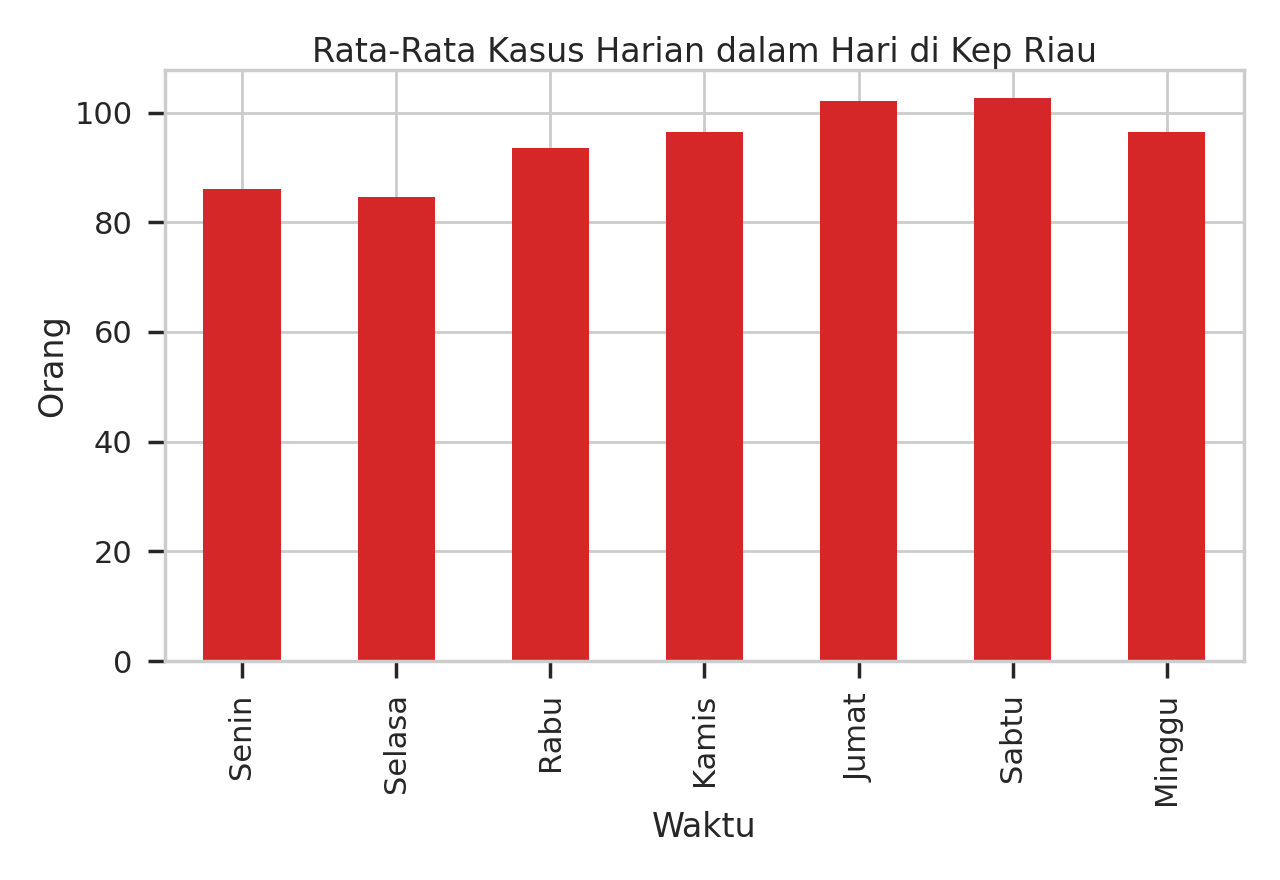 Rata-Rata Kasus Harian dalam Hari di Kep Riau
Orang
100
80
60
40
20
0
Senin
Selasa
Rabu
Kamis
Jumat
Sabtu
Minggu
Waktu